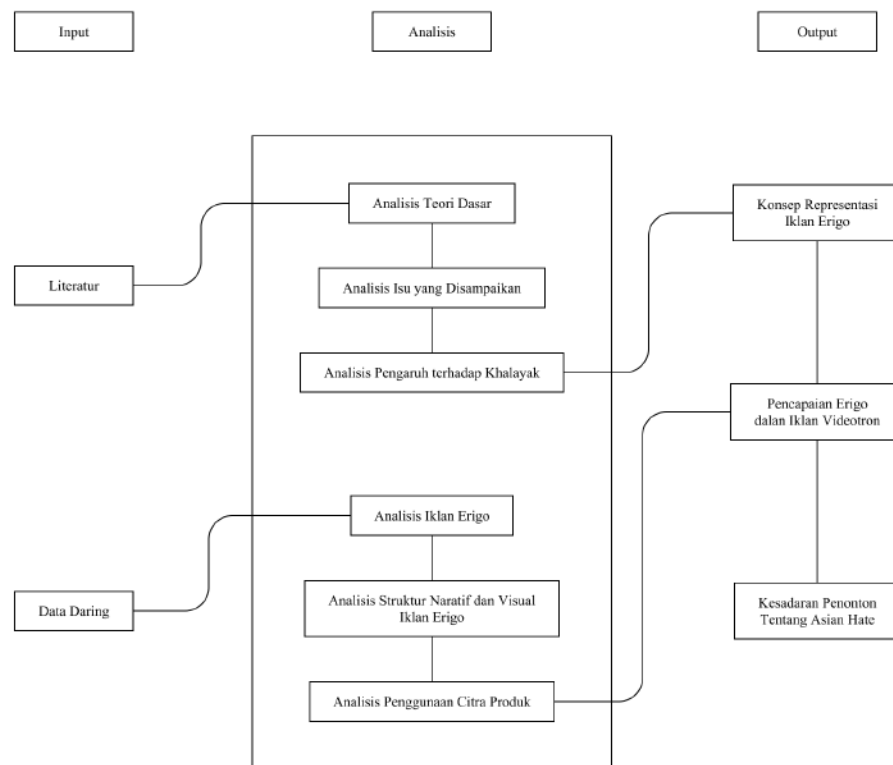 Input
Analisis
Output
Analisis Teori Dasar
Konsep Representasi
Iklan Erigo
Literatur
Analisis Isu yang Disampaikan
Analisis Pengaruh terhadap Khalayak
Pencapaian Erigo
dalan Iklan Videotron
Analisis Iklan Erigo
Data Daring
Analisis Struktur Naratif dan Visual
Iklan Erigo
Kesadaran Penonton
Tentang Asian Hate
Analisis Penggunaan Citra Produk